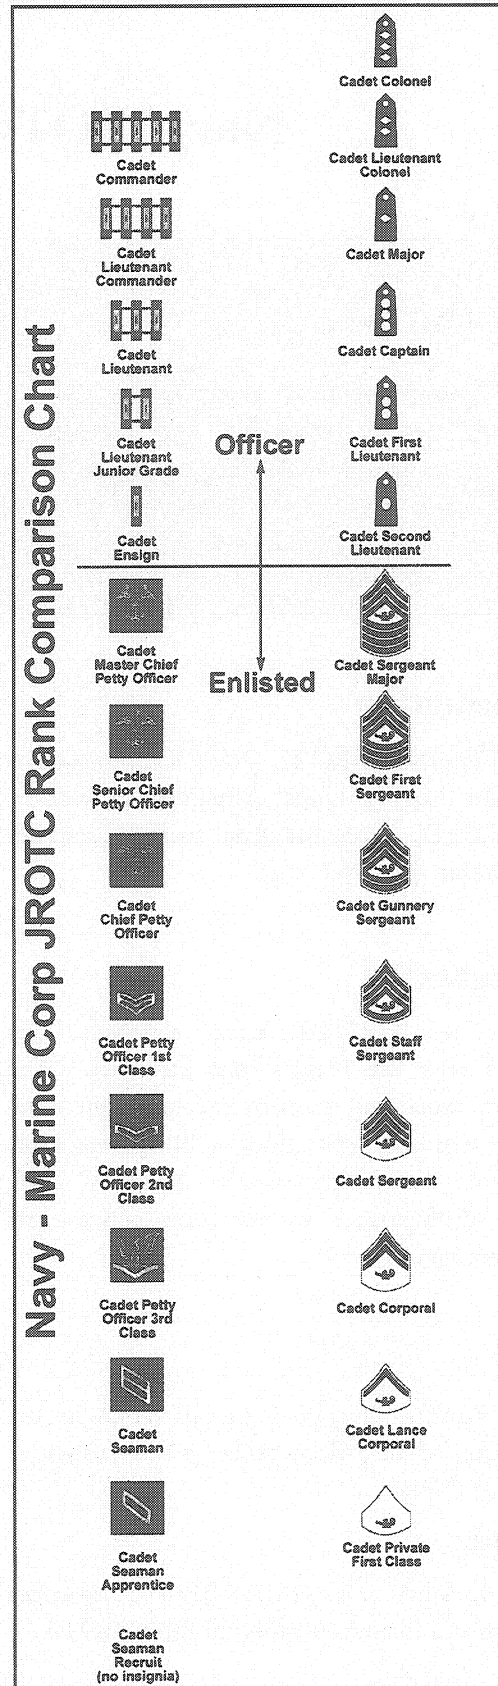 Navy - Marine Corp JROTC Rank Comparison Chart
Cadet Colonel
Cadet
Commander
Cadet Lieutenant
Colonel
Cadet
Lieutenant
Commander
Cadet Major
Cadet
Lieutenant
Cadet Captain
Cadet
Lieutenant
Junior Grade
Officer
Cadet First
Lieutenant
Cadet
Ensign
Cadet Second
Lieutenant
Cadet
Master Chief
Petty Officer
Enlisted
Cadet Sergeant
Major
Cadet
Senior Chief
Petty Officer
Cadet First
Sergeant
Cadet
Chief Petty
Officer
Cadet Gunnery
Sergeant
Cadet Petty
Officer 1st
Class
Cadet Staff
Sergeant
Cadet Petty
Officer 2nd
Class
Cadet Sergeant
Cadet Petty
Officer 3rd
Class
Cadet Corporal
Cadet
Seaman
Cadet Lance
Corporal
Cadet
Seaman
Apprentice
Cadet Private
First Class
Cadet
Seaman
Recruit
(no insignia)